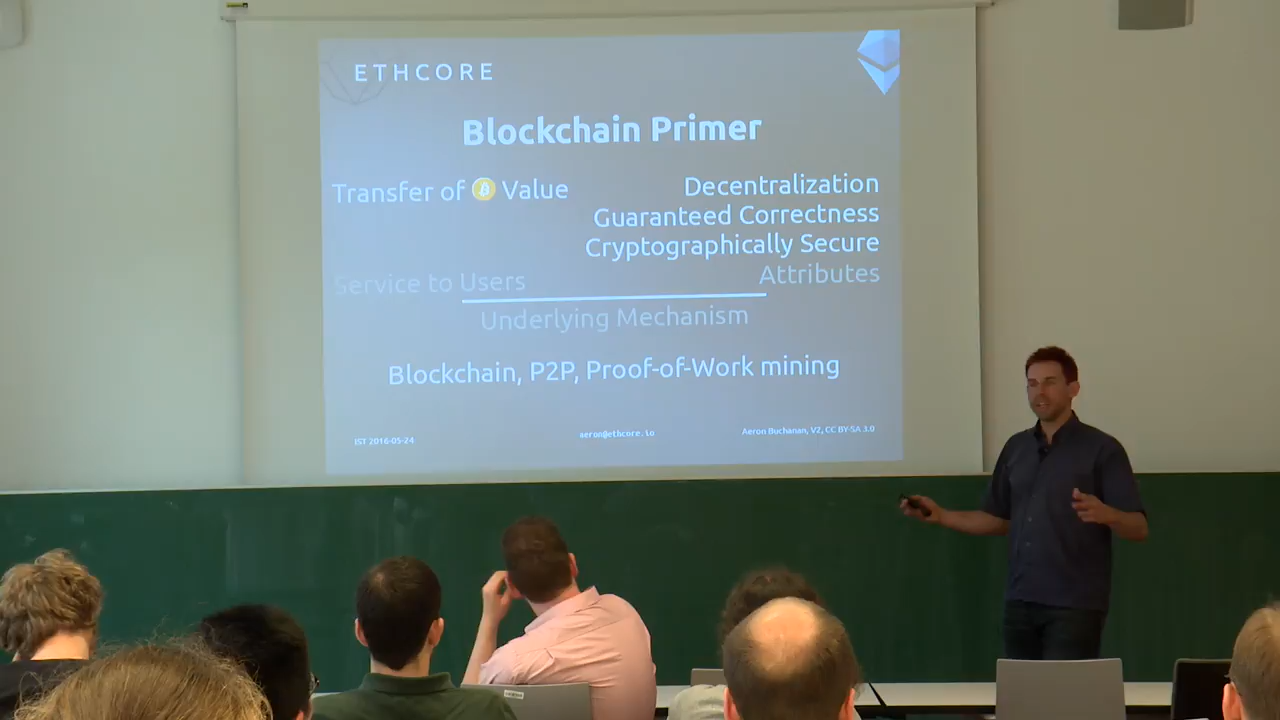 ETHCORE
Blockchain Primer
Transfer of Value
Decentralization
Guaranteed Correctness
Cryptographically Secure
Service to Users
Attributes
Underlying Mechanism
Blockchain, P2P, Proof-of-Work mining
IST 2016-05-24
aeron@ethcore.io
Aeron Buchanan, V2, CC BY-SA 3.0